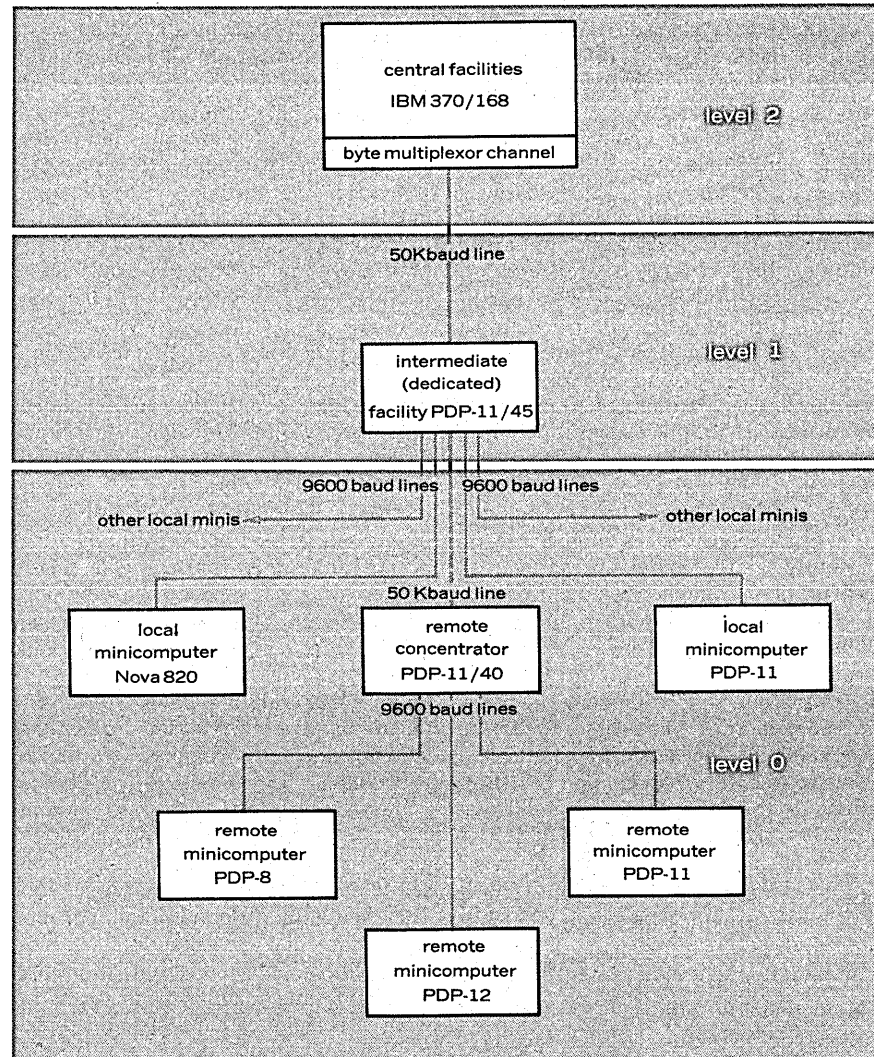 central facilities
IBM 370/168
level 2
byte multiplexor channel
50Kbaud line
level 1
intermediate
(dedicated)
facility PDP-11/45
9600 baud lines
9600 baud lines
other local minis
other local minis
50 Kbaud line
local
minicomputer
Nova 820
remote
concentrator
PDP-11/40
local
minicomputer
PDP-11
9600 baud lines
level 0
remote
minicomputer
PDP-8
remote
minicomputer
PDP-11
remote
minicomputer
PDP-12